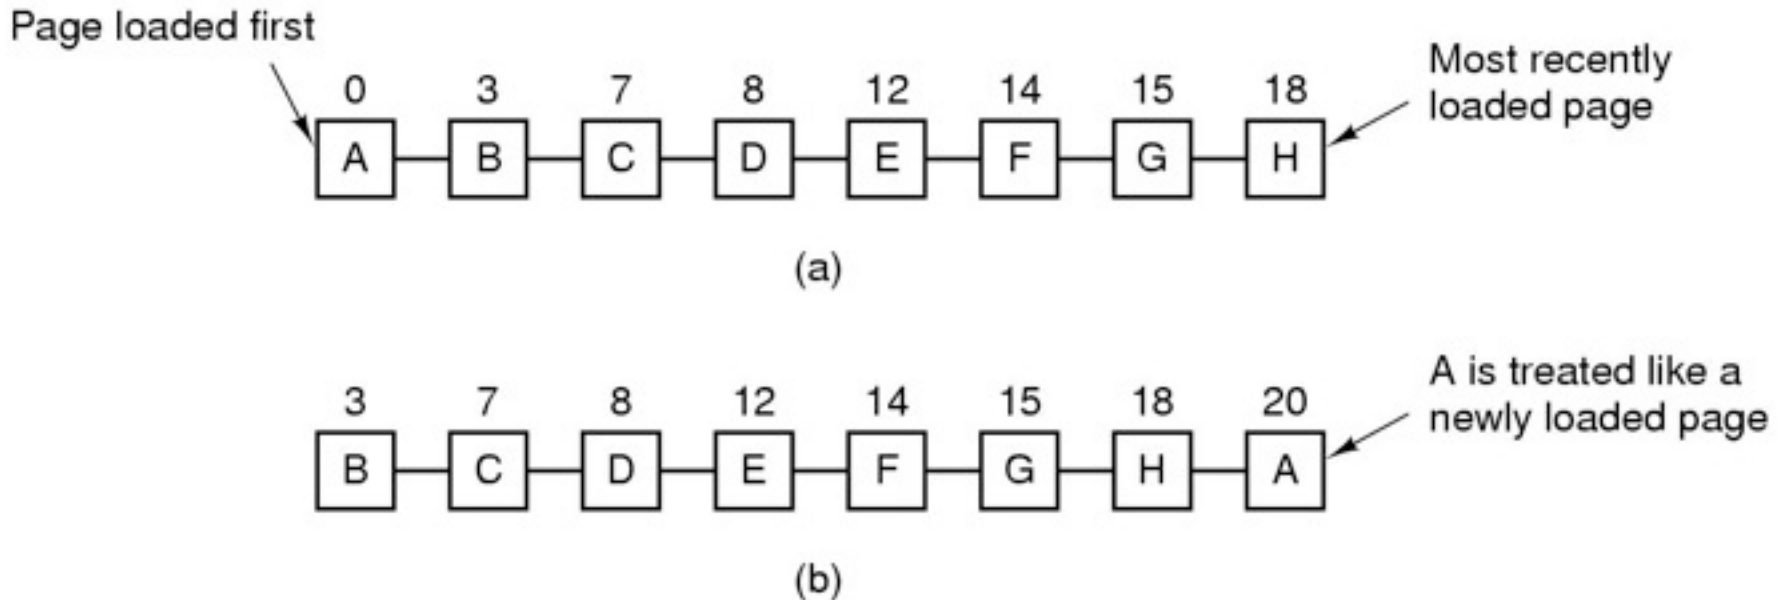 Page loaded first
Most recently
loaded page
0 3 7 8 12 14 15 18
A B C D E F G H
(a)
A is treated like a
newly loaded page
3 7 8 12 14 15 18 20
B C D E F G H A
(b)